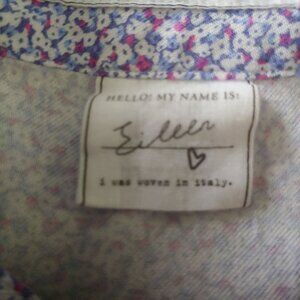 HELLO! MY NAME IS:
Eileen
i was woven in italy.